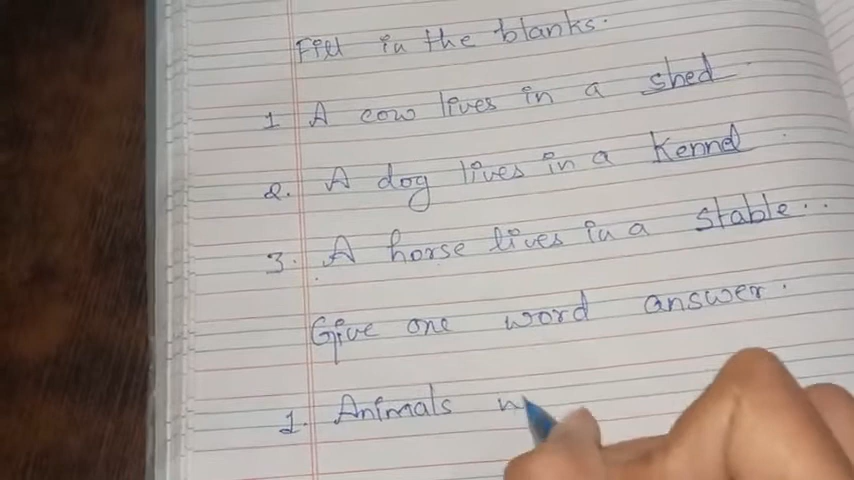 Fill in the blanks.
1 A cow lives in a shed.
2. A dog lives in a Kennel.
3. A horse lives in a stable..
Give one word answer.
1. Animals